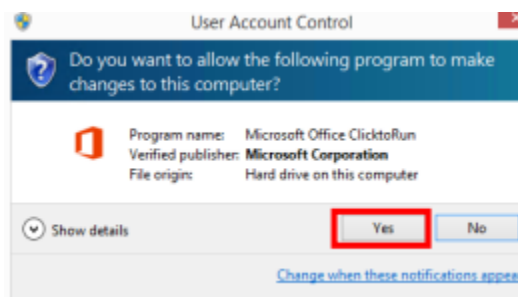 User Account Control
Do you want to allow the following program to make
changes to this computer?
Program name: Microsoft Office ClicktoRun
Verified publisher: Microsoft Corporation
File origin: Hard drive on this computer
Show details
Yes
No
Change when these notifications appea